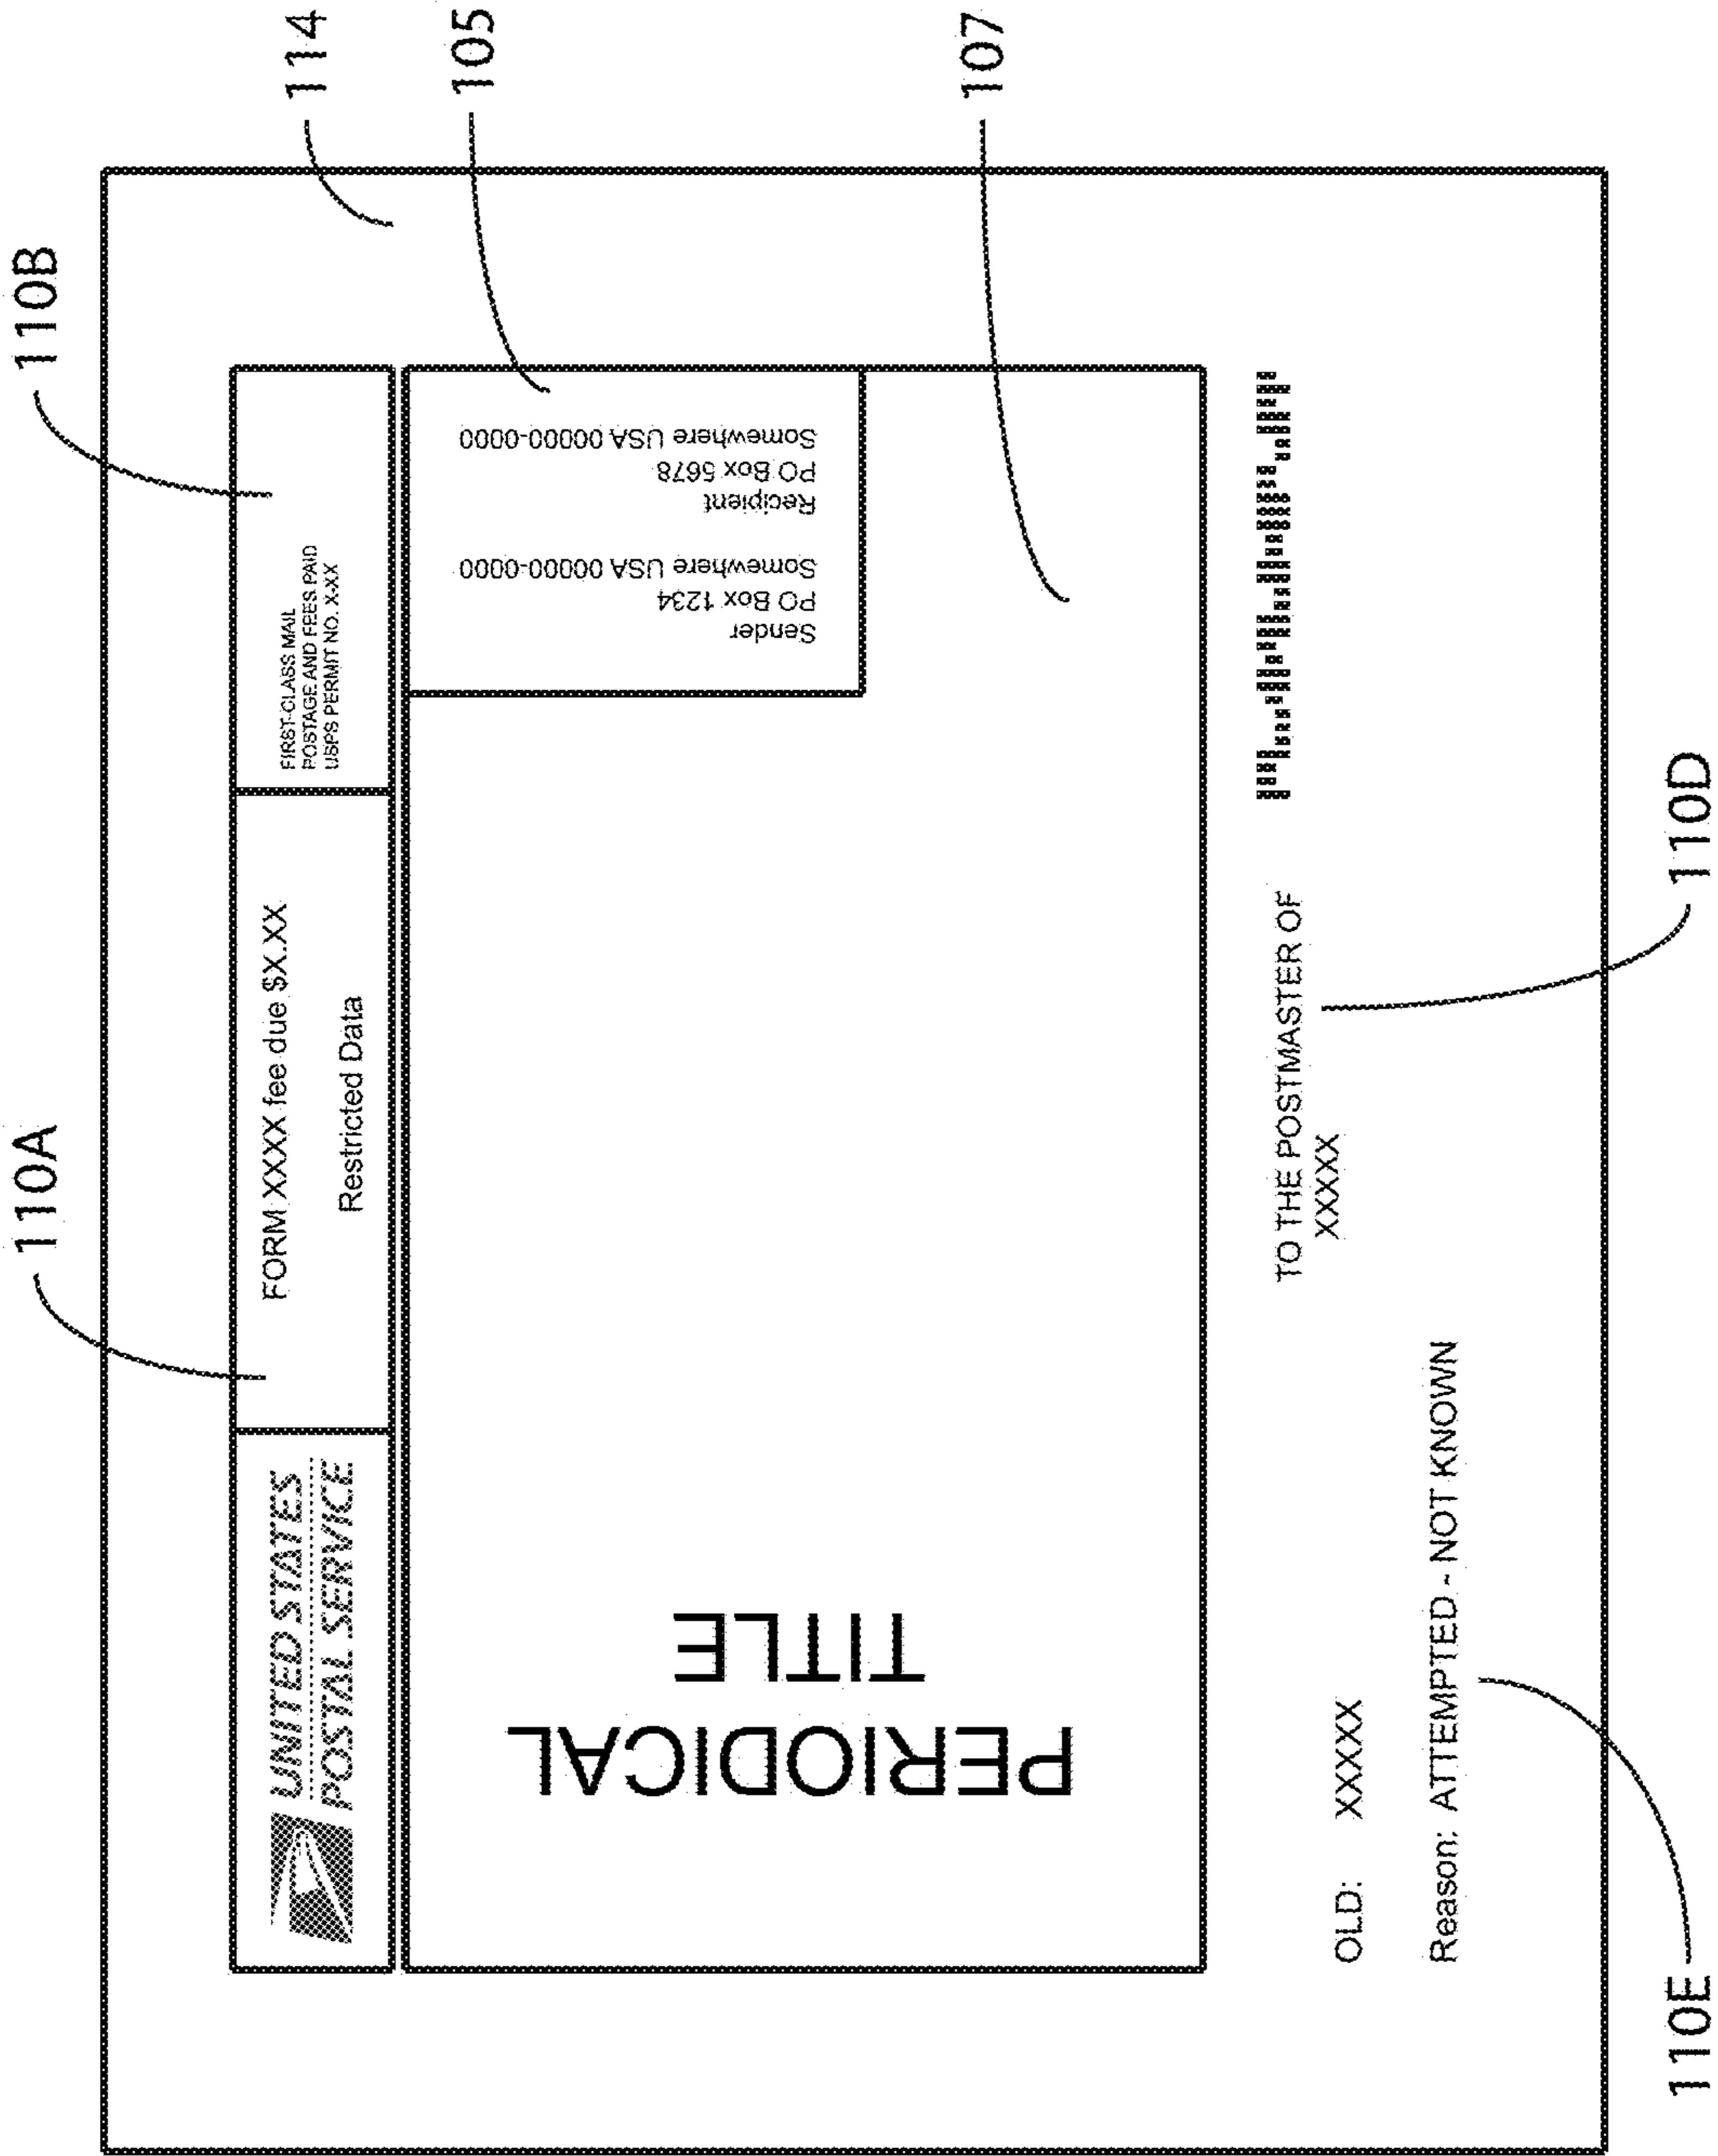 110A
110B
UNITED STATES
POSTAL SERVICE
FORM XXXX fee due $X.XX
Restricted Data
FIRST-CLASS MAIL
POSTAGE AND FEES PAID
USPS PERMIT NO. X-XX
114
105
107
PERIODICAL
TITLE
Sender
PO Box 1234
Somewhere USA 00000-0000
Recipient
PO Box 5678
Somewhere USA 00000-0000
TO THE POSTMASTER OF
XXXXX
OLD: XXXXX
Reason: ATTEMPTED - NOT KNOWN
110E
110D